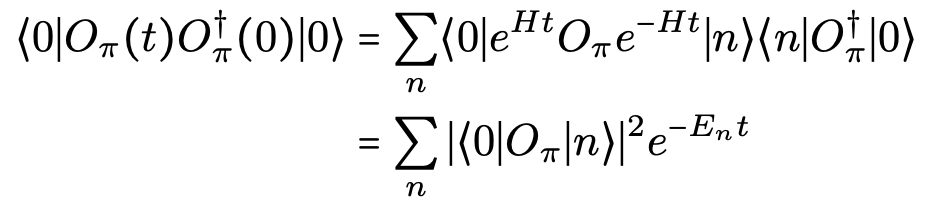 ⟨0|O_π(t)O_π^†(0)|0⟩ = ∑_n ⟨0|e^{Ht}O_π e^{−Ht}|n⟩⟨n|O_π^†|0⟩
= ∑_n |⟨0|O_π|n⟩|^2 e^{−E_n t}